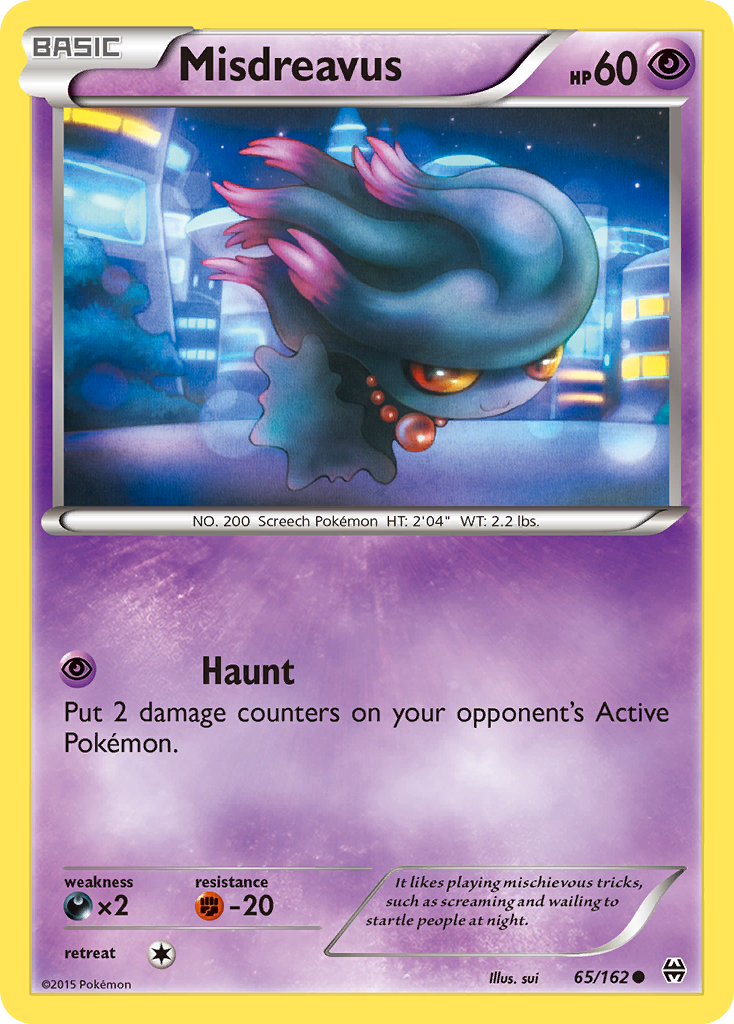 BASIC
Misdreavus
HP60
NO. 200 Screech Pokémon HT: 2'04" WT: 2.2 lbs.
Haunt
Put 2 damage counters on your opponent's Active
Pokémon.
weakness
×2
resistance
-20
retreat
It likes playing mischievous tricks,
such as screaming and wailing to
startle people at night.
©2015 Pokémon
Illus. sui
65/162